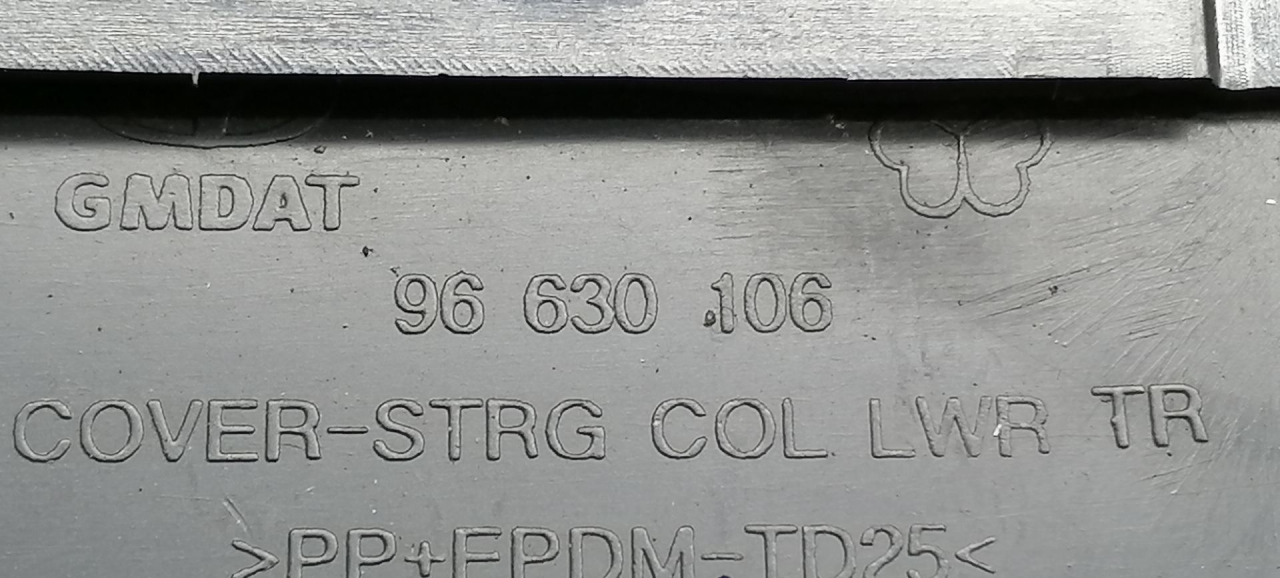 GMDAT
96 630 106
COVER-STRG COL LWR TR
>PP+EPDM-TD25<